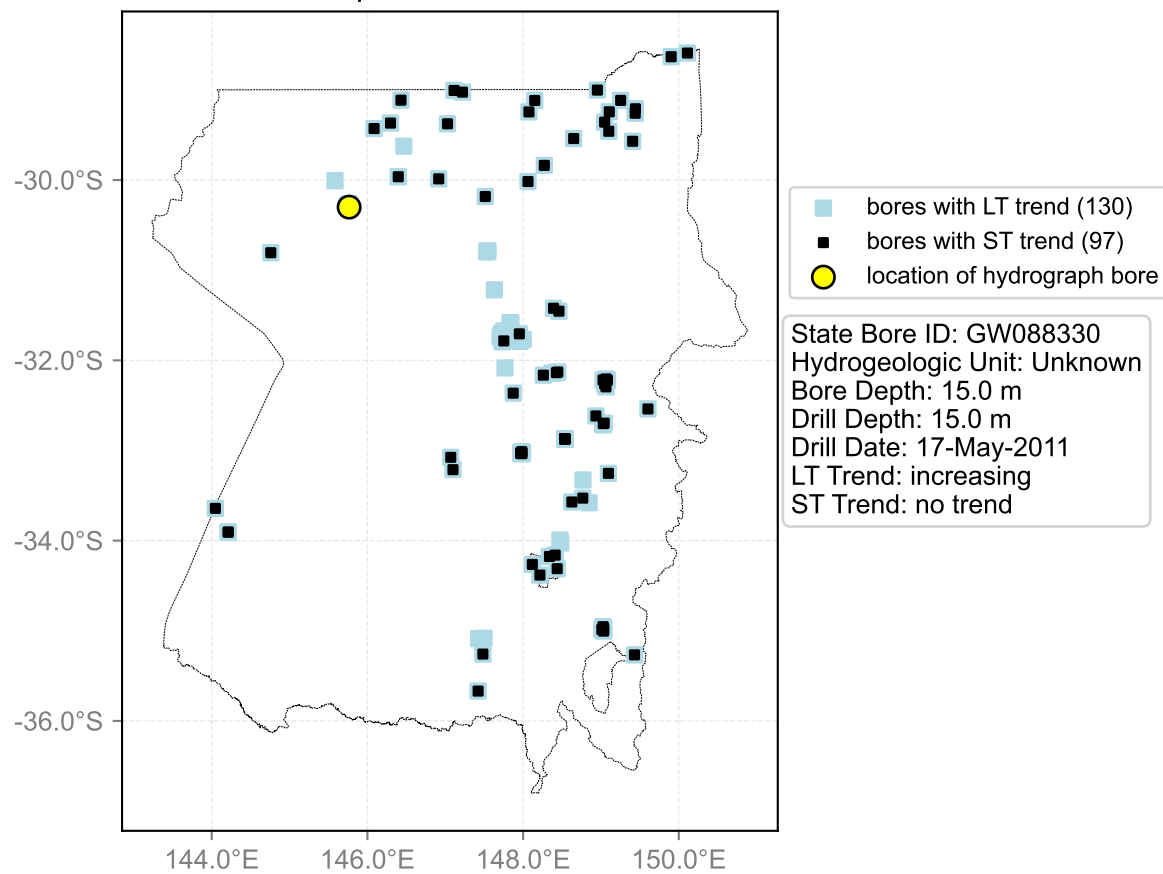 -30.0°S
-32.0°S
-34.0°S
-36.0°S
144.0°E
146.0°E
148.0°E
150.0°E
bores with LT trend (130)
bores with ST trend (97)
location of hydrograph bore
State Bore ID: GW088330
Hydrogeologic Unit: Unknown
Bore Depth: 15.0 m
Drill Depth: 15.0 m
Drill Date: 17-May-2011
LT Trend: increasing
ST Trend: no trend